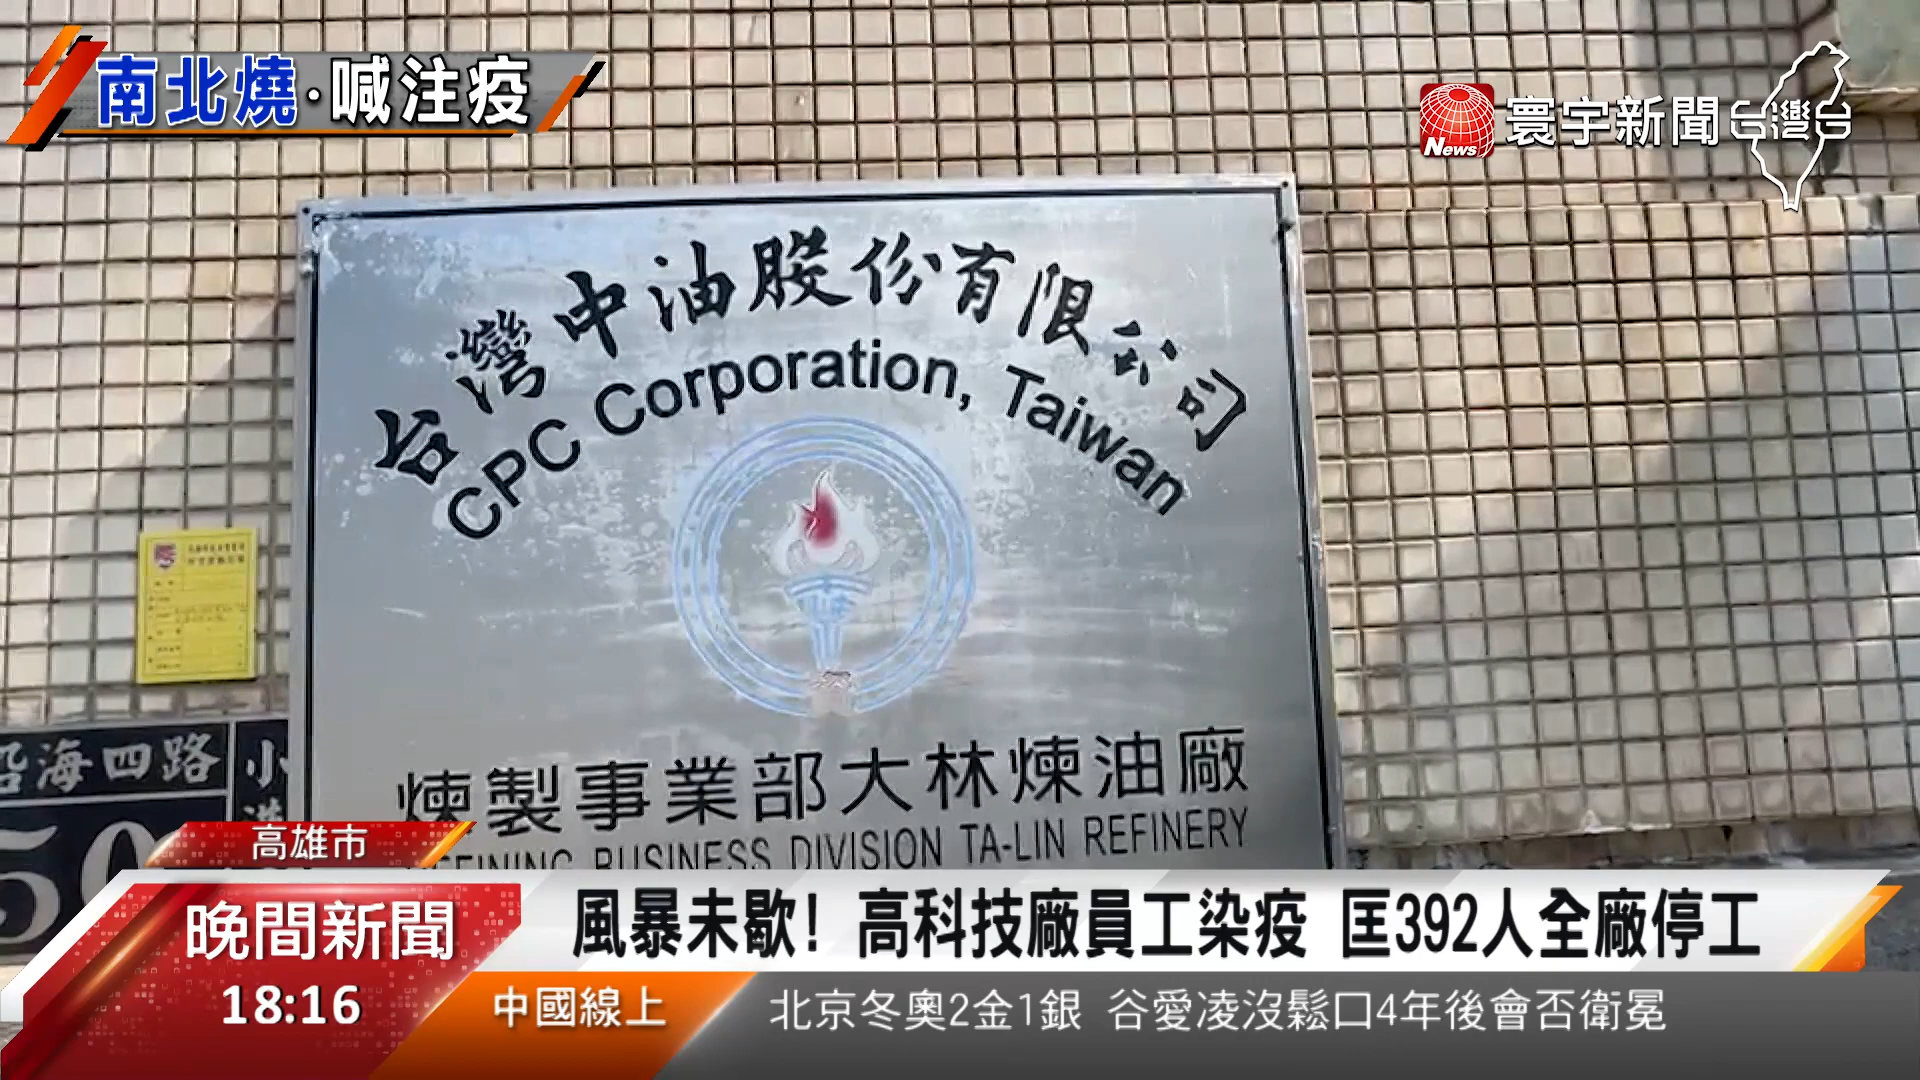 南北燒·喊注疫
News
寰宇新聞
台灣台
台灣中油股份有限公司
CPC Corporation, Taiwan
煉製事業部大林煉油廠
REFINING BUSINESS DIVISION TA-LIN REFINERY
沿海四路
小港
50
高雄市
風暴未歇! 高科技廠員工染疫 匡392人全廠停工
晚間新聞
18:16
中國線上
北京冬奧2金1銀 谷愛凌沒鬆口4年後會否衛冕